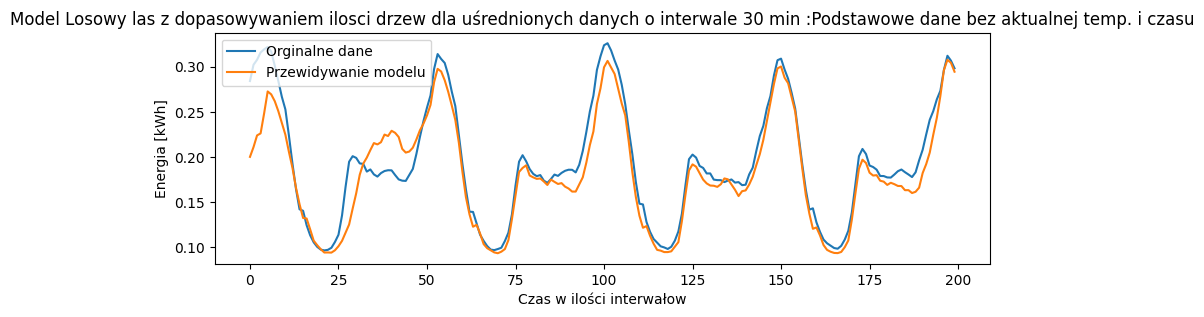 Model Losowy las z dopasowywaniem ilosci drzew dla uśrednionych danych o interwale 30 min :Podstawowe dane bez aktualnej temp. i czasu
Orginalne dane
Przewidywanie modelu
Energia [kWh]
0.30
0.25
0.20
0.15
0.10
0 25 50 75 100 125 150 175 200
Czas w ilości interwałow